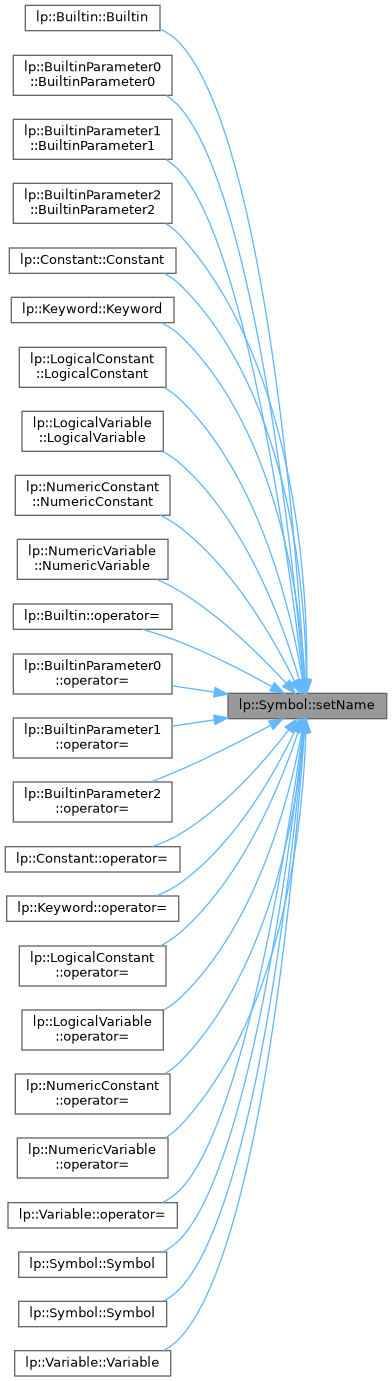 lp::Builtin::Builtin
lp::BuiltinParameter0
::BuiltinParameter0
lp::BuiltinParameter1
::BuiltinParameter1
lp::BuiltinParameter2
::BuiltinParameter2
lp::Constant::Constant
lp::Keyword::Keyword
lp::LogicalConstant
::LogicalConstant
lp::LogicalVariable
::LogicalVariable
lp::NumericConstant
::NumericConstant
lp::NumericVariable
::NumericVariable
lp::Builtin::operator=
lp::BuiltinParameter0
::operator=
lp::Symbol::setName
lp::BuiltinParameter1
::operator=
lp::BuiltinParameter2
::operator=
lp::Constant::operator=
lp::Keyword::operator=
lp::LogicalConstant
::operator=
lp::LogicalVariable
::operator=
lp::NumericConstant
::operator=
lp::NumericVariable
::operator=
lp::Variable::operator=
lp::Symbol::Symbol
lp::Symbol::Symbol
lp::Variable::Variable